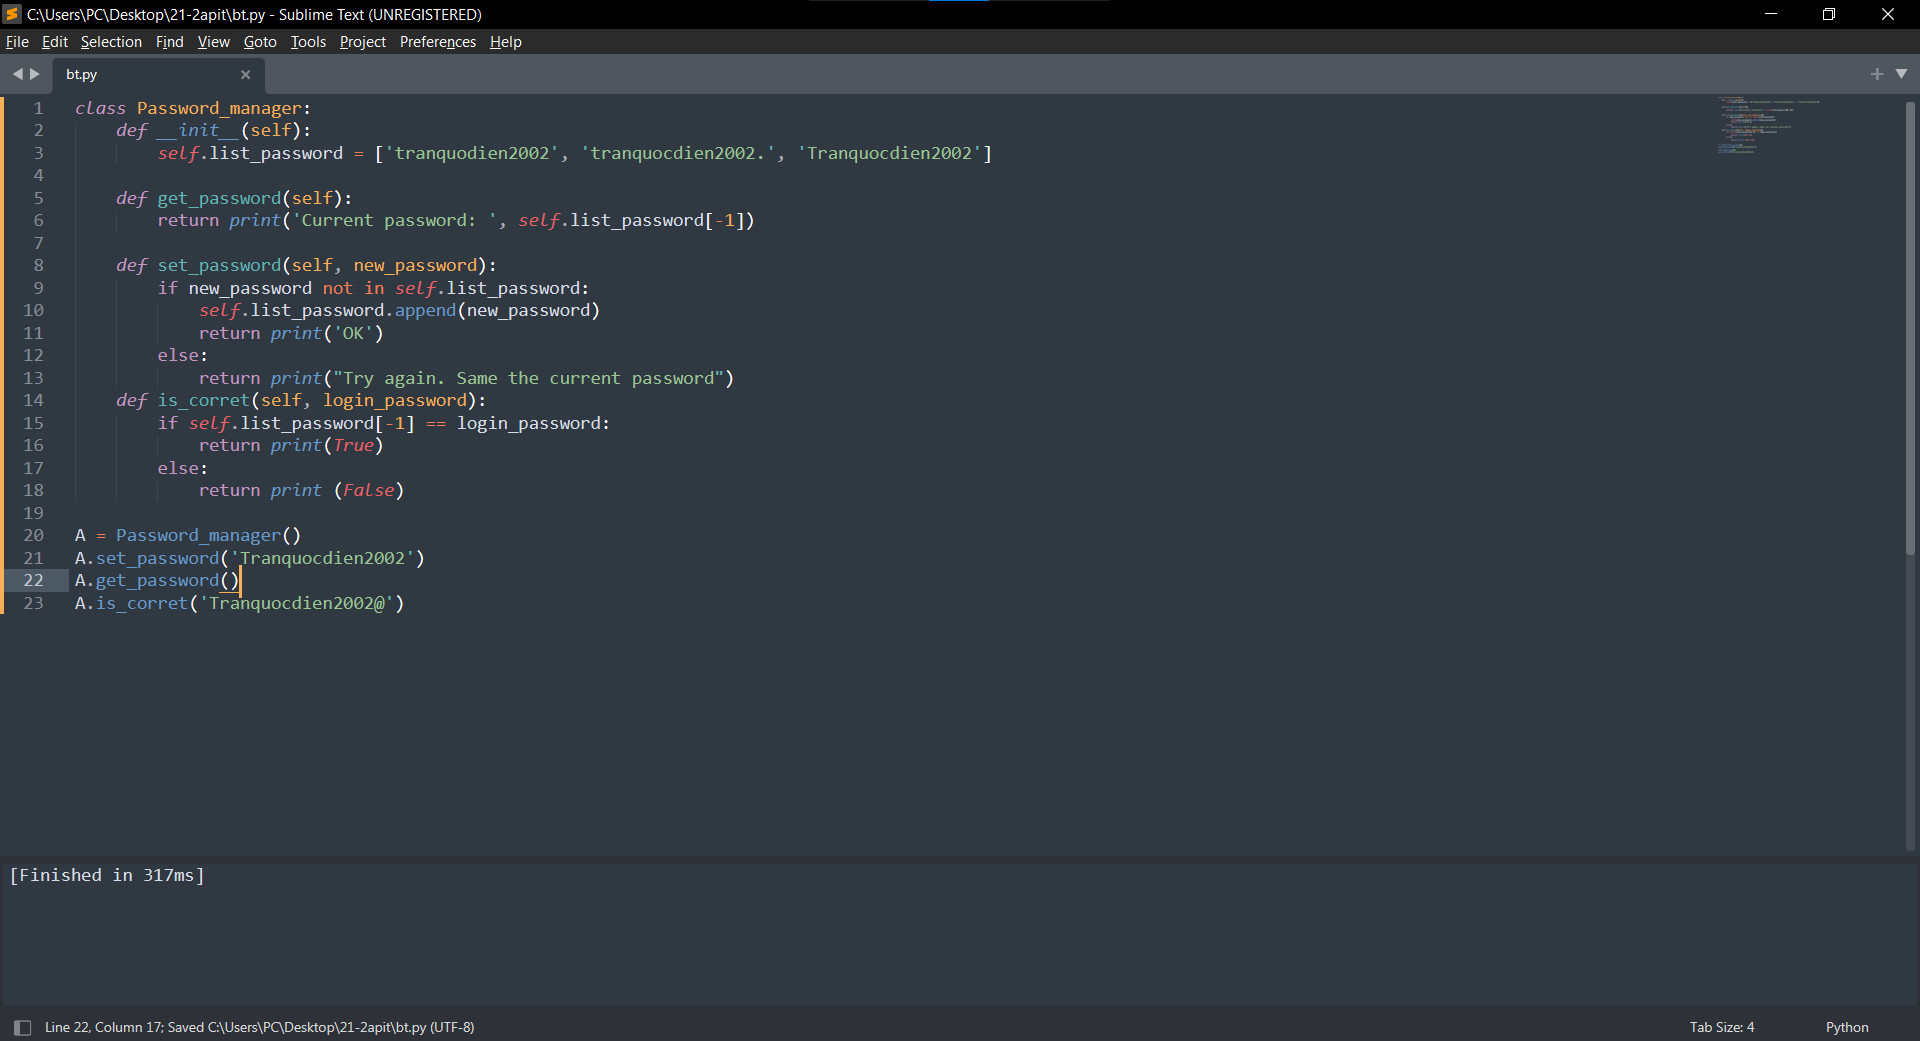 C:\Users\PC\Desktop\21-2apit\bt.py - Sublime Text (UNREGISTERED)
File Edit Selection Find View Goto Tools Project Preferences Help
bt.py
1 class Password_manager:
2     def __init__(self):
3         self.list_password = ['tranquodien2002', 'tranquocdien2002.', 'Tranquocdien2002']
4
5     def get_password(self):
6         return print('Current password: ', self.list_password[-1])
7
8     def set_password(self, new_password):
9         if new_password not in self.list_password:
10             self.list_password.append(new_password)
11             return print('OK')
12         else:
13             return print("Try again. Same the current password")
14     def is_corret(self, login_password):
15         if self.list_password[-1] == login_password:
16             return print(True)
17         else:
18             return print (False)
19
20 A = Password_manager()
21 A.set_password('Tranquocdien2002')
22 A.get_password()
23 A.is_corret('Tranquocdien2002@')
[Finished in 317ms]
Line 22, Column 17; Saved C:\Users\PC\Desktop\21-2apit\bt.py (UTF-8) Tab Size: 4 Python